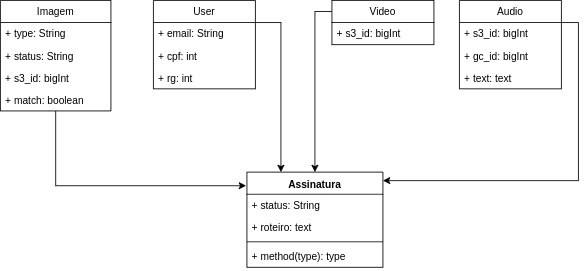 Imagem
+ type: String
+ status: String
+ s3_id: bigInt
+ match: boolean
User
+ email: String
+ cpf: int
+ rg: int
Video
+ s3_id: bigInt
Audio
+ s3_id: bigInt
+ gc_id: bigInt
+ text: text
Assinatura
+ status: String
+ roteiro: text
+ method(type): type